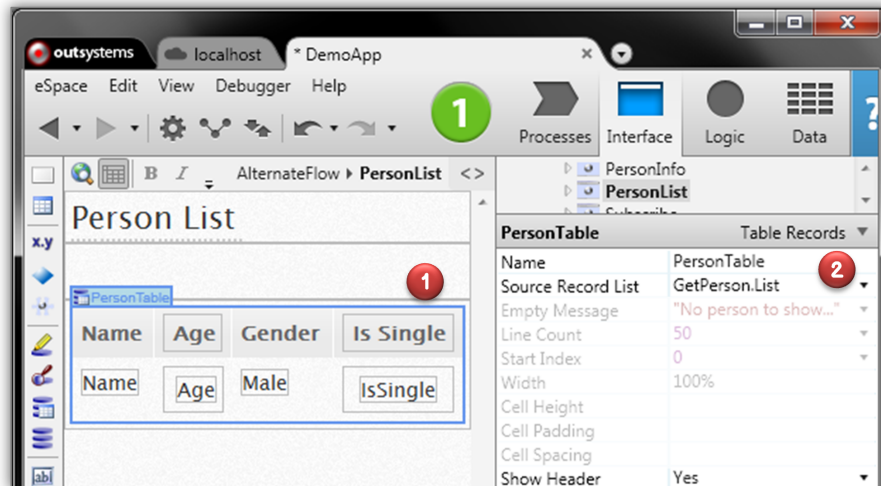 outsystems
localhost
* DemoApp
eSpace Edit View Debugger Help
1
Processes Interface Logic Data
?
B I
AlternateFlow PersonList <>
PersonInfo
PersonList
Subscribe
x.y
abl
Person List
PersonTable
1
Name Age Gender Is Single
Name Age Male IsSingle
PersonTable Table Records
2
Name PersonTable
Source Record List GetPerson.List
Empty Message "No person to show..."
Line Count 50
Start Index 0
Width 100%
Cell Height
Cell Padding
Cell Spacing
Show Header Yes